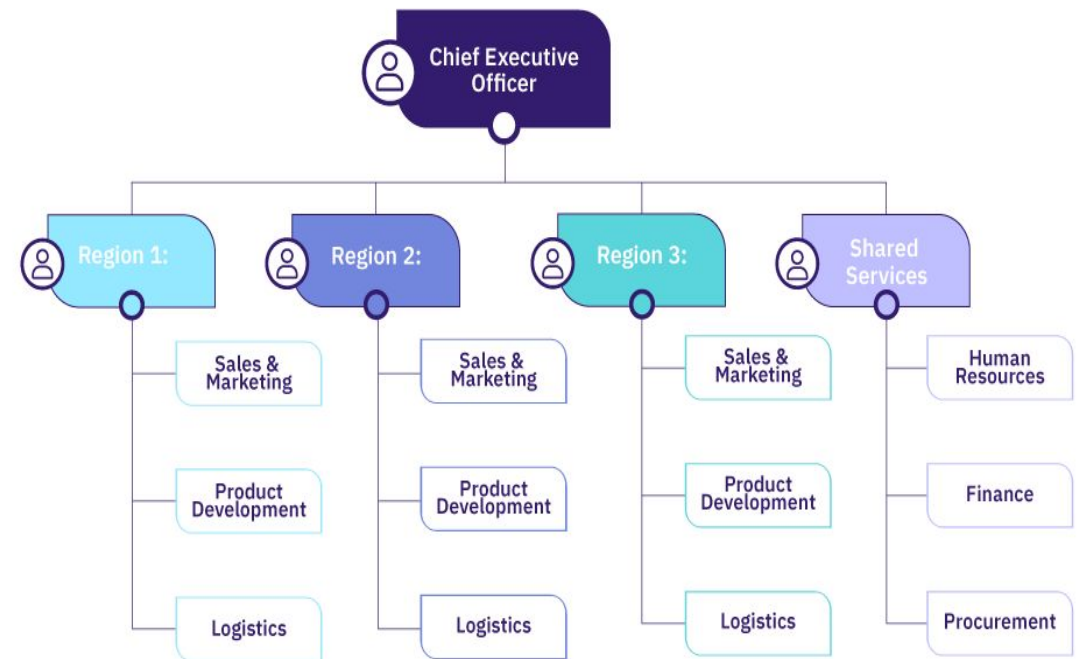 Chief Executive
Officer
Region 1:
Region 2:
Region 3:
Shared
Services
Sales &
Marketing
Product
Development
Logistics
Sales &
Marketing
Product
Development
Logistics
Sales &
Marketing
Product
Development
Logistics
Human
Resources
Finance
Procurement